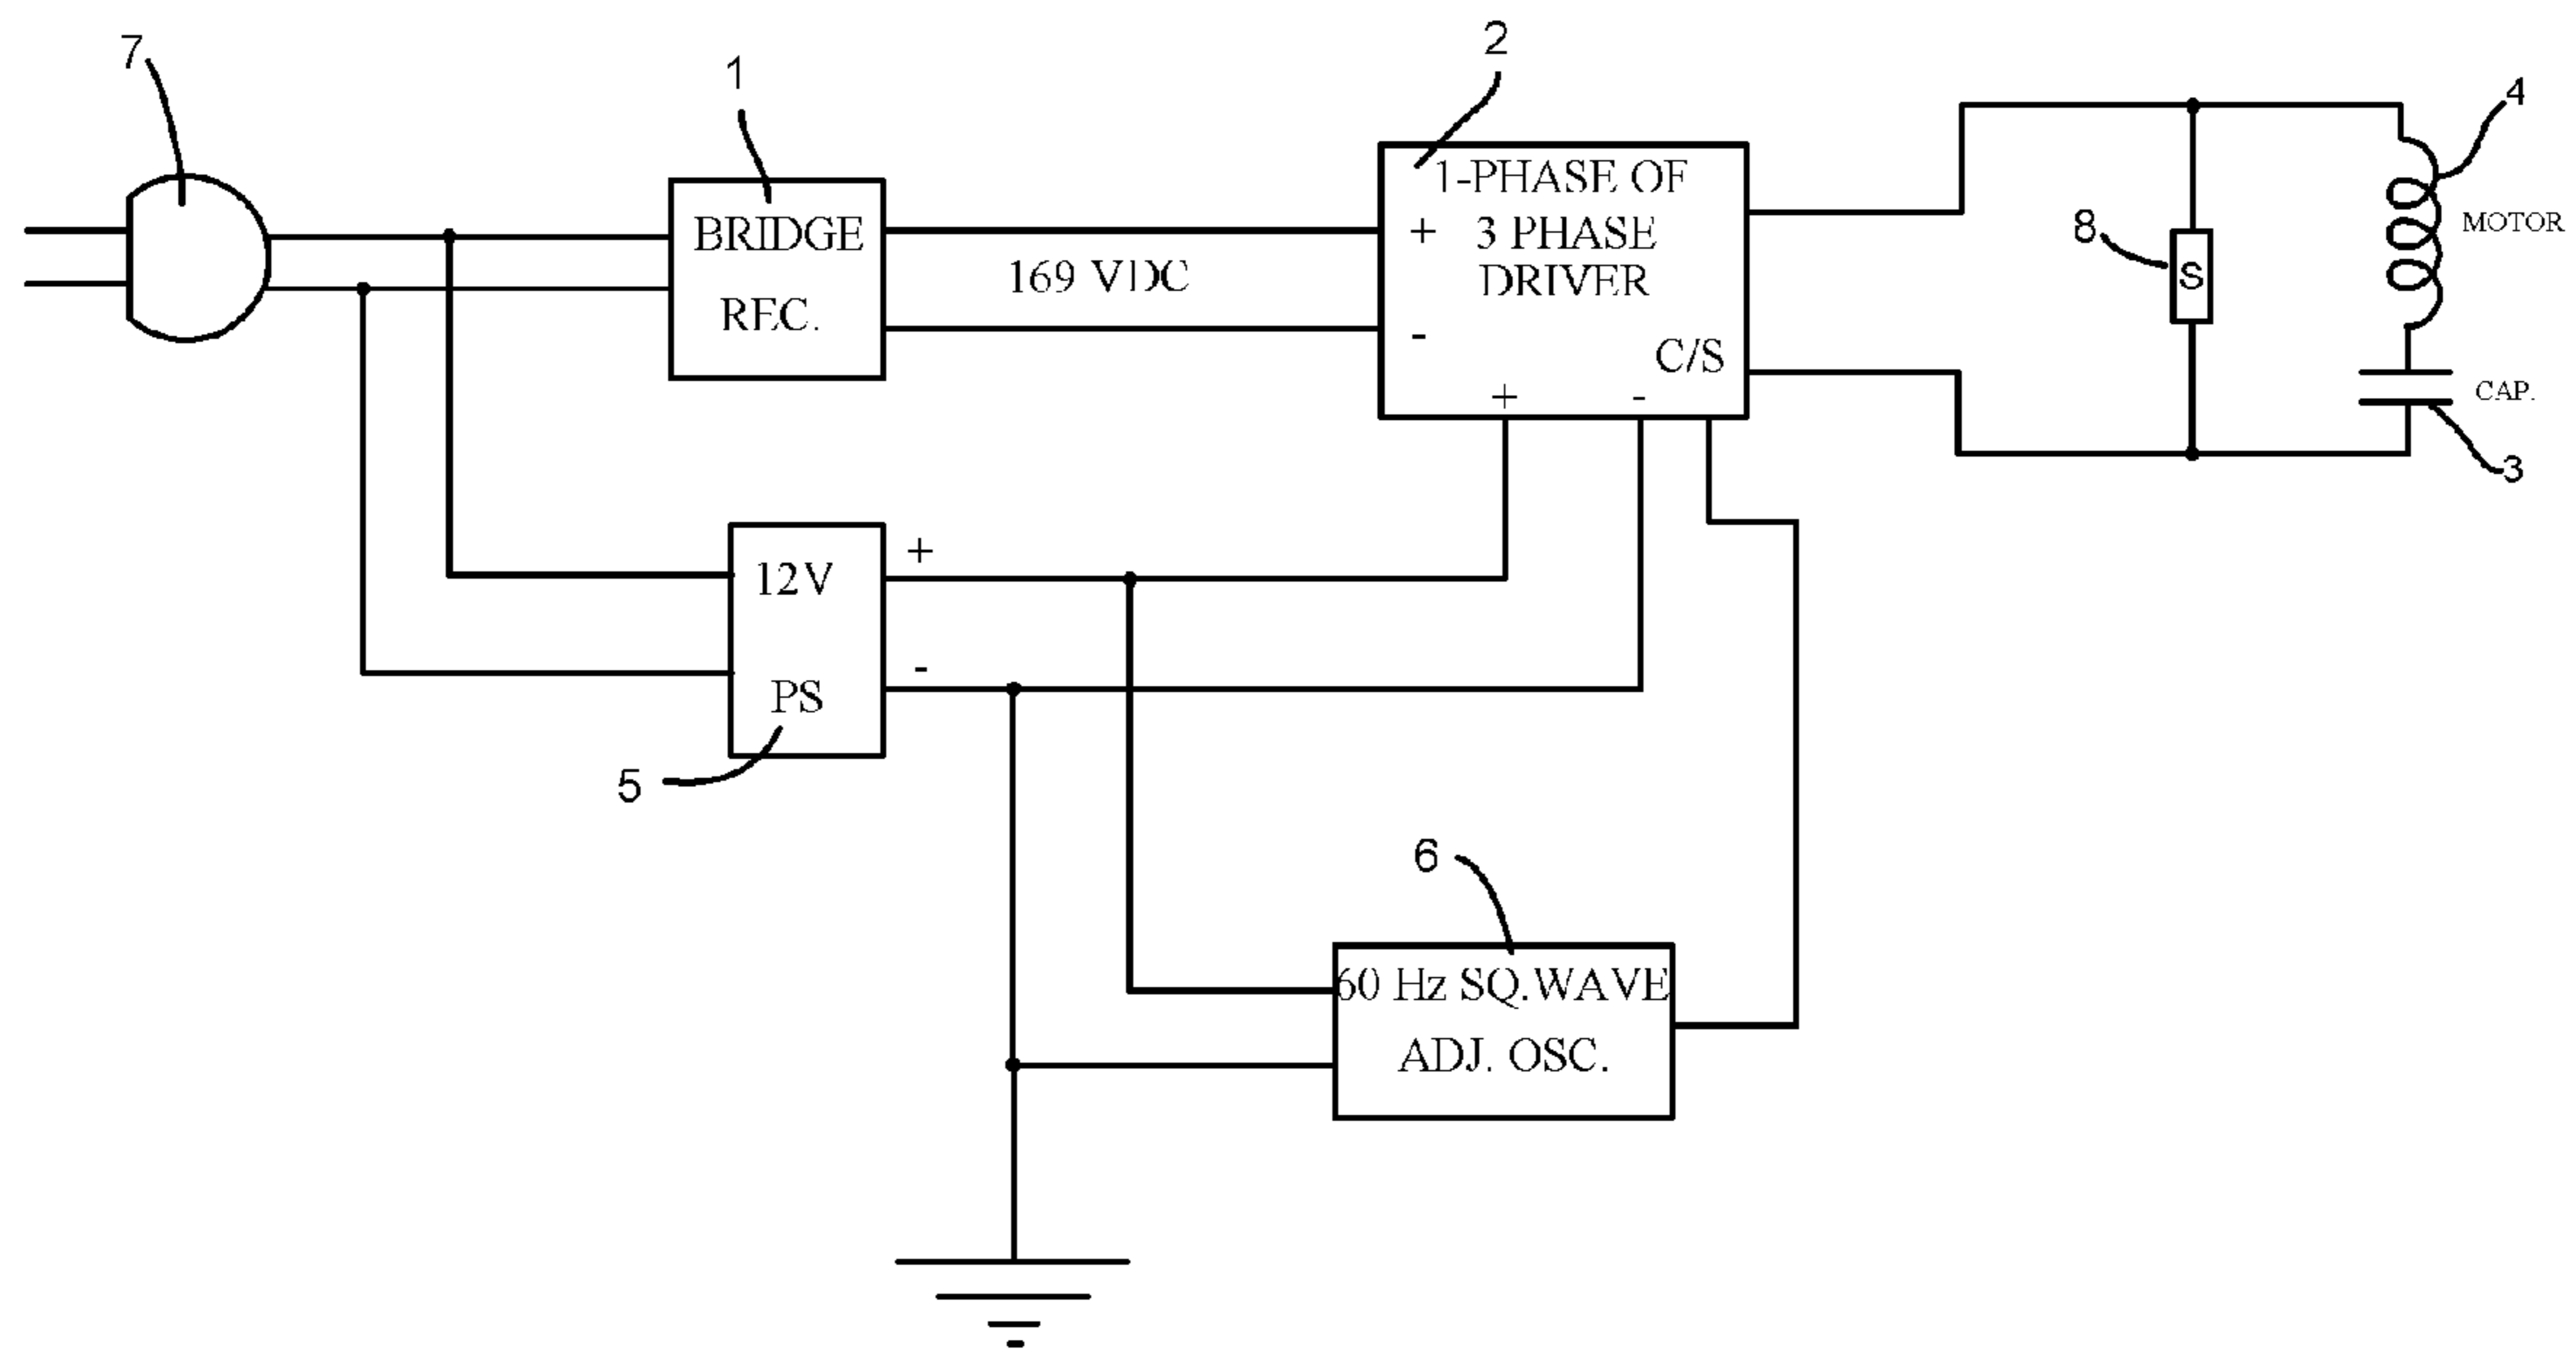 7
1
2
4
1-PHASE OF
3 PHASE
DRIVER
+
-
C/S
+
-
BRIDGE
REC.
169 VDC
8
S
MOTOR
CAP.
3
12V
PS
+
-
5
6
60 Hz SQ.WAVE
ADJ. OSC.